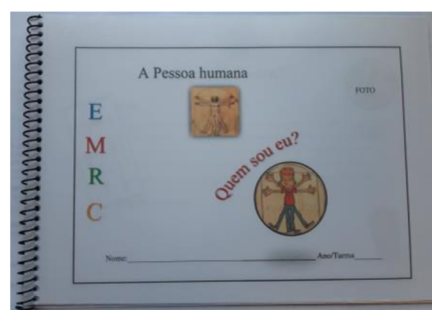 A Pessoa humana
FOTO
E
M
R
C
Quem sou eu?
Nome: Ano/Turma